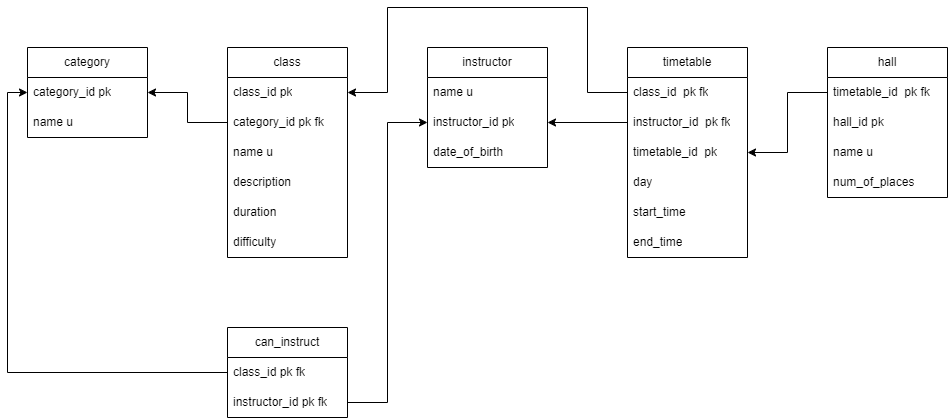 category
category_id pk
name u
class
class_id pk
category_id pk fk
name u
description
duration
difficulty
instructor
name u
instructor_id pk
date_of_birth
timetable
class_id pk fk
instructor_id pk fk
timetable_id pk
day
start_time
end_time
hall
timetable_id pk fk
hall_id pk
name u
num_of_places
can_instruct
class_id pk fk
instructor_id pk fk